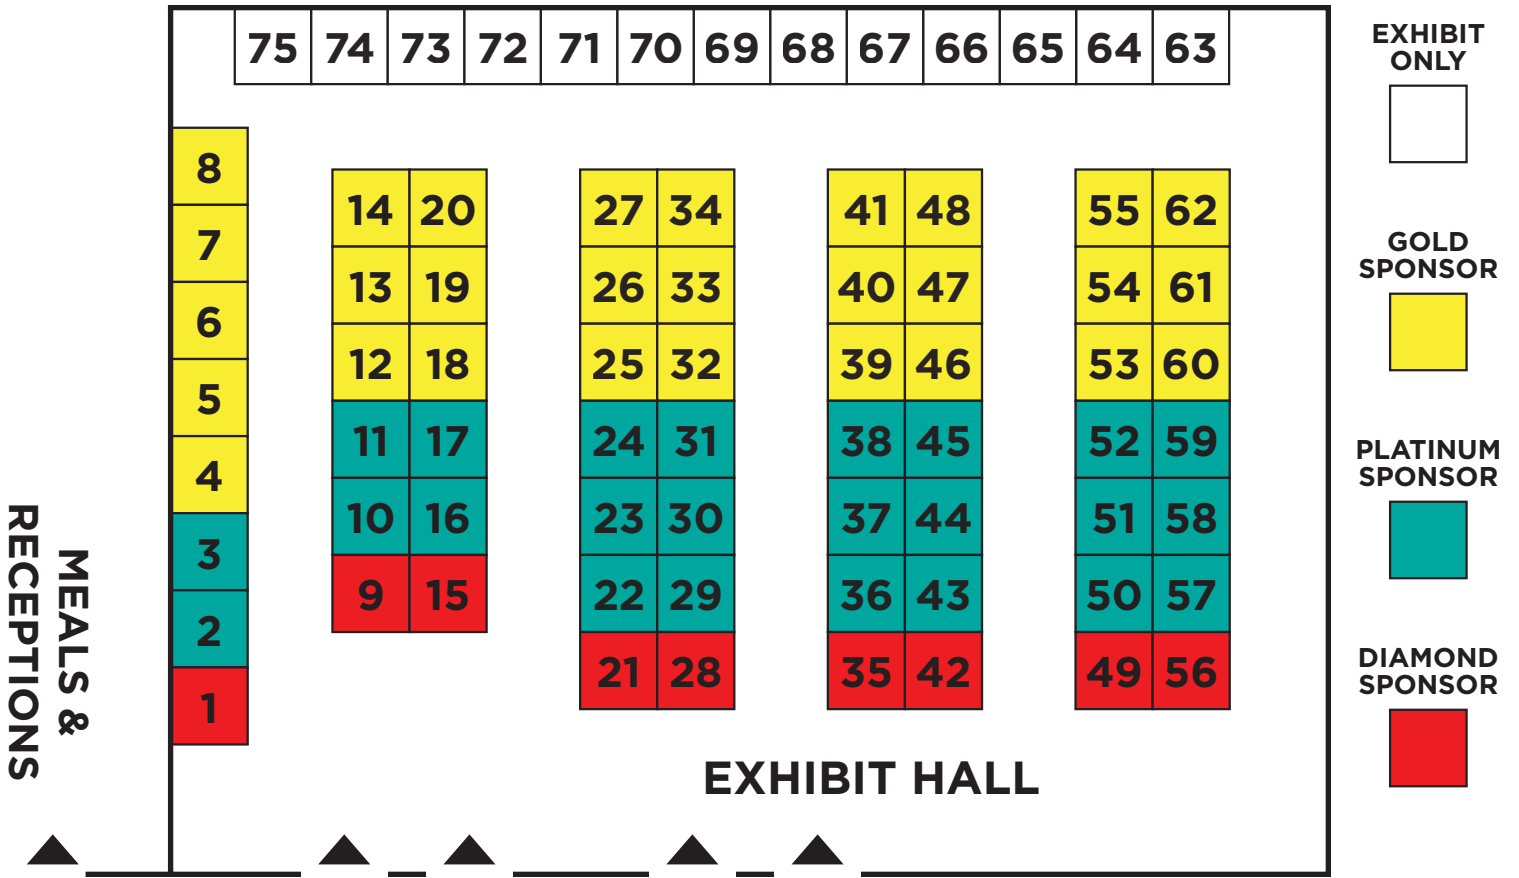 75 74 73 72 71 70 69 68 67 66 65 64 63
8
7
6
5
4
3
2
1
14 20
13 19
12 18
11 17
10 16
9 15
27 34
26 33
25 32
24 31
23 30
22 29
21 28
41 48
40 47
39 46
38 45
37 44
36 43
35 42
55 62
54 61
53 60
52 59
51 58
50 57
49 56
EXHIBIT HALL
MEALS &
RECEPTIONS
EXHIBIT
ONLY
GOLD
SPONSOR
PLATINUM
SPONSOR
DIAMOND
SPONSOR